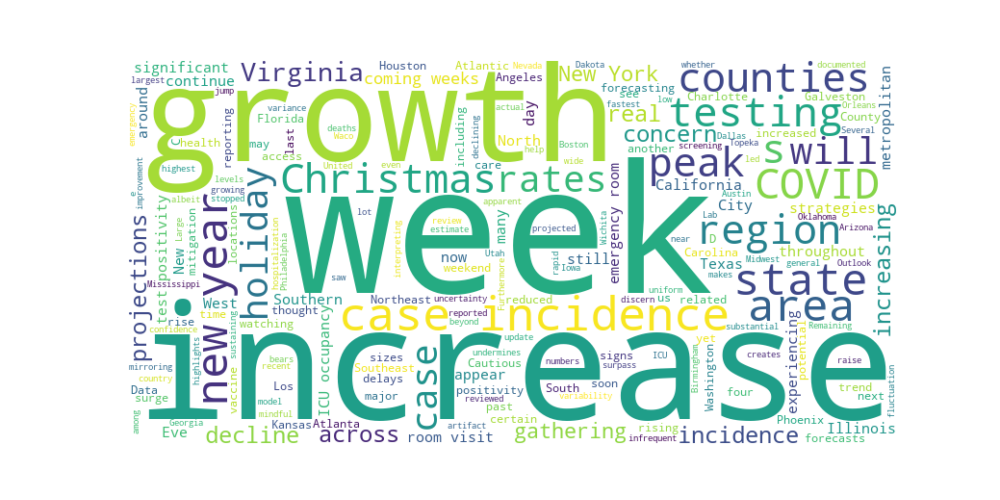 growth
week
increase
significant
continue
largest
Virginia
Houston
Atlantic
Nevada
Dakota
whether
documented
jump
coming weeks
Angeles
New York
forecasting
counties
around
emergency
variance
Florida
last
day
fastest
see
actual
real
Charlotte
low
Galveston
Orleans
testing
County
Several
metropolitan
health
reporting
may
access
deaths
Waco
including
declining
North
Boston
help
wide
concern
another
Dallas
increased
screening
Topeka
led
s
will
highest
United
even
care
peak
improvement
levels
growing
stopped
holiday
Christmas
rates
emergency room
California
COVID
Austin
City
strategies
Oklahoma
Arizona
albeit
lot
apparent
test positivity
New
Large
mitigation
locations
Philadelphia
hospitalization
review
estimate
interpreting
many
projected
Wichita
near
Lab
D
Carolina
region
increasing
projections
new year
now
weekend
Utah
still
rapid
Iowa
Texas
Midwest
general
Outlook
makes
throughout
Mississippi
West
Southern
Northeast
uncertainty
Furthermore
reduced
us
related
discern
uniform
state
time
sustaining
thought
saw
reported
beyond
area
rise
confidence
watching
case incidence
substantial
Remaining
mirroring
vaccine
highlights
ICU occupancy
update
undermines
Southeast
sizes
Cautious
appear
numbers
signs
surpass
ICU
Birmingham
Washington
yet
experiencing
potential
trend
country
bears
recent
Data
surge
Los
model
mindful
delays
major
case
positivity
reviewed
variability
South
soon
creates
raise
four
next
fluctuation
among
Georgia
Eve
Kansas
Atlanta
artifact
past
certain
Phoenix
Illinois
decline
across
room visit
gathering
rising
infrequent
incidence
forecasts